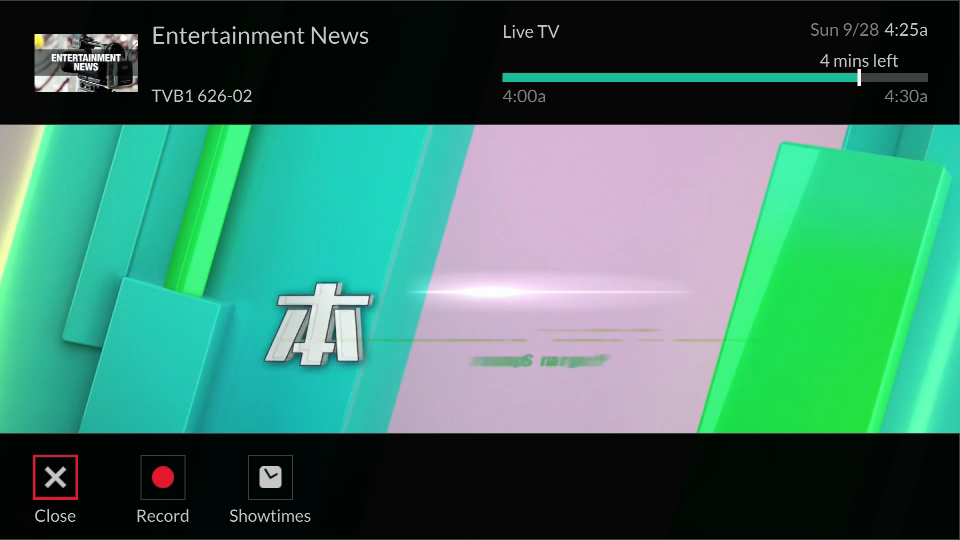 Entertainment News
Live TV
Sun 9/28 4:25a
4 mins left
ENTERTAINMENT
NEWS
TVB1 626-02
4:00a
4:30a
本
Close
Record
Showtimes